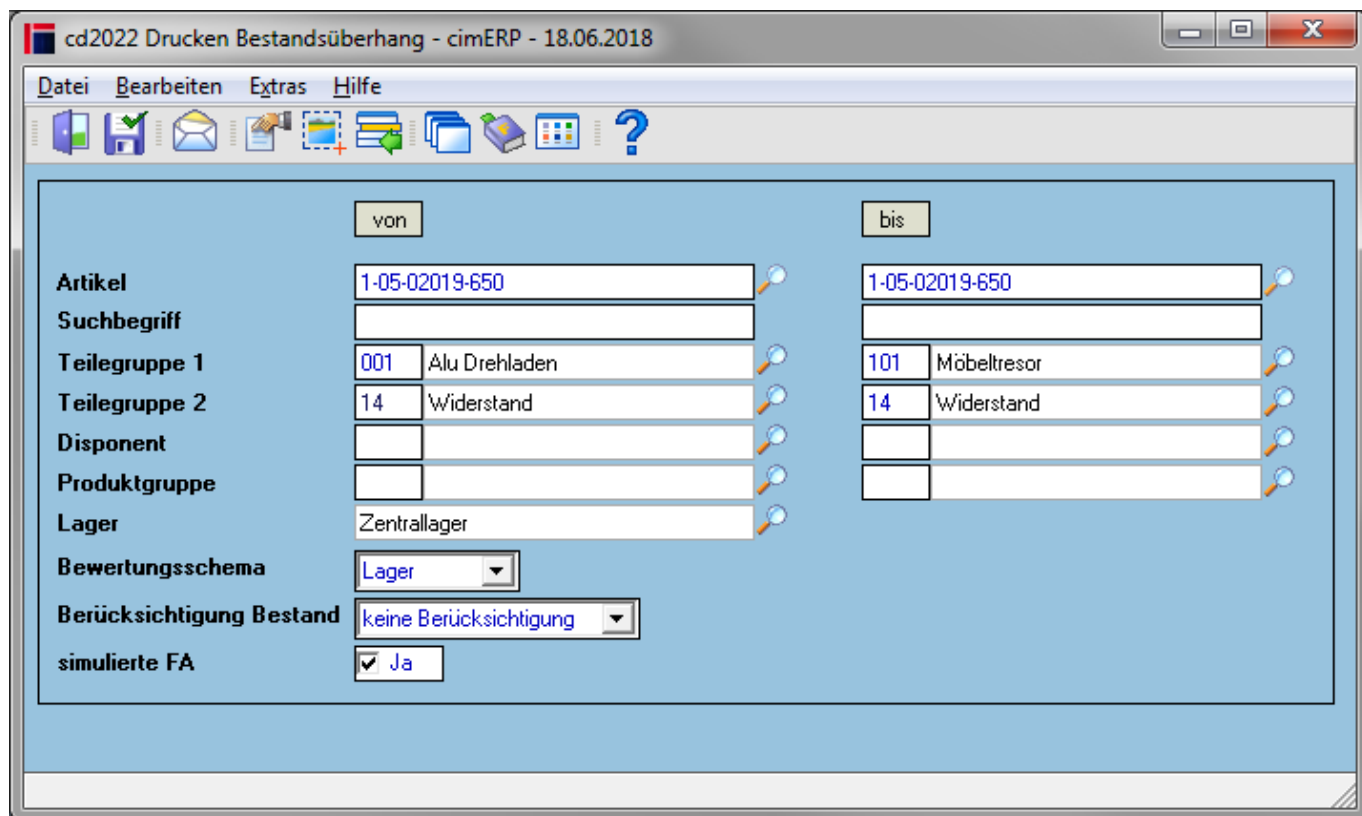 cd2022 Drucken Bestandsüberhang - cimERP - 18.06.2018
Datei Bearbeiten Extras Hilfe
von bis
Artikel 1-05-02019-650 1-05-02019-650
Suchbegriff
Teilegruppe 1 001 Alu Drehladen 101 Möbeltresor
Teilegruppe 2 14 Widerstand 14 Widerstand
Disponent
Produktgruppe
Lager Zentrallager
Bewertungsschema Lager
Berücksichtigung Bestand keine Berücksichtigung
simulierte FA Ja